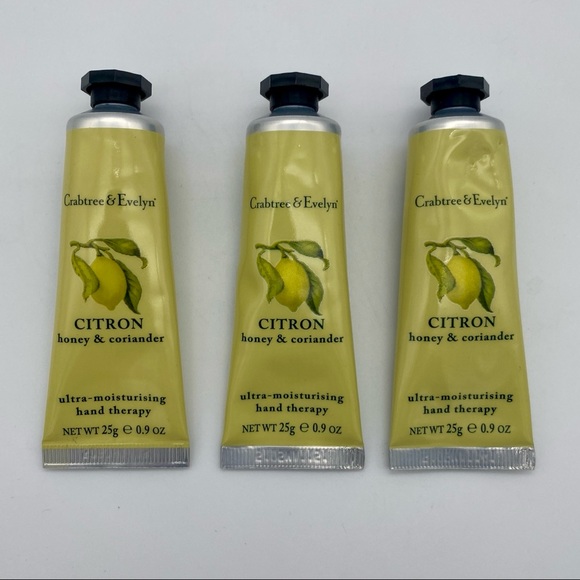 Crabtree & Evelyn®
CITRON
honey & coriander
ultra-moisturising
hand therapy
NET WT 25g ℮ 0.9 OZ
Crabtree & Evelyn®
CITRON
honey & coriander
ultra-moisturising
hand therapy
NET WT 25g ℮ 0.9 OZ
Crabtree & Evelyn®
CITRON
honey & coriander
ultra-moisturising
hand therapy
NET WT 25g ℮ 0.9 OZ